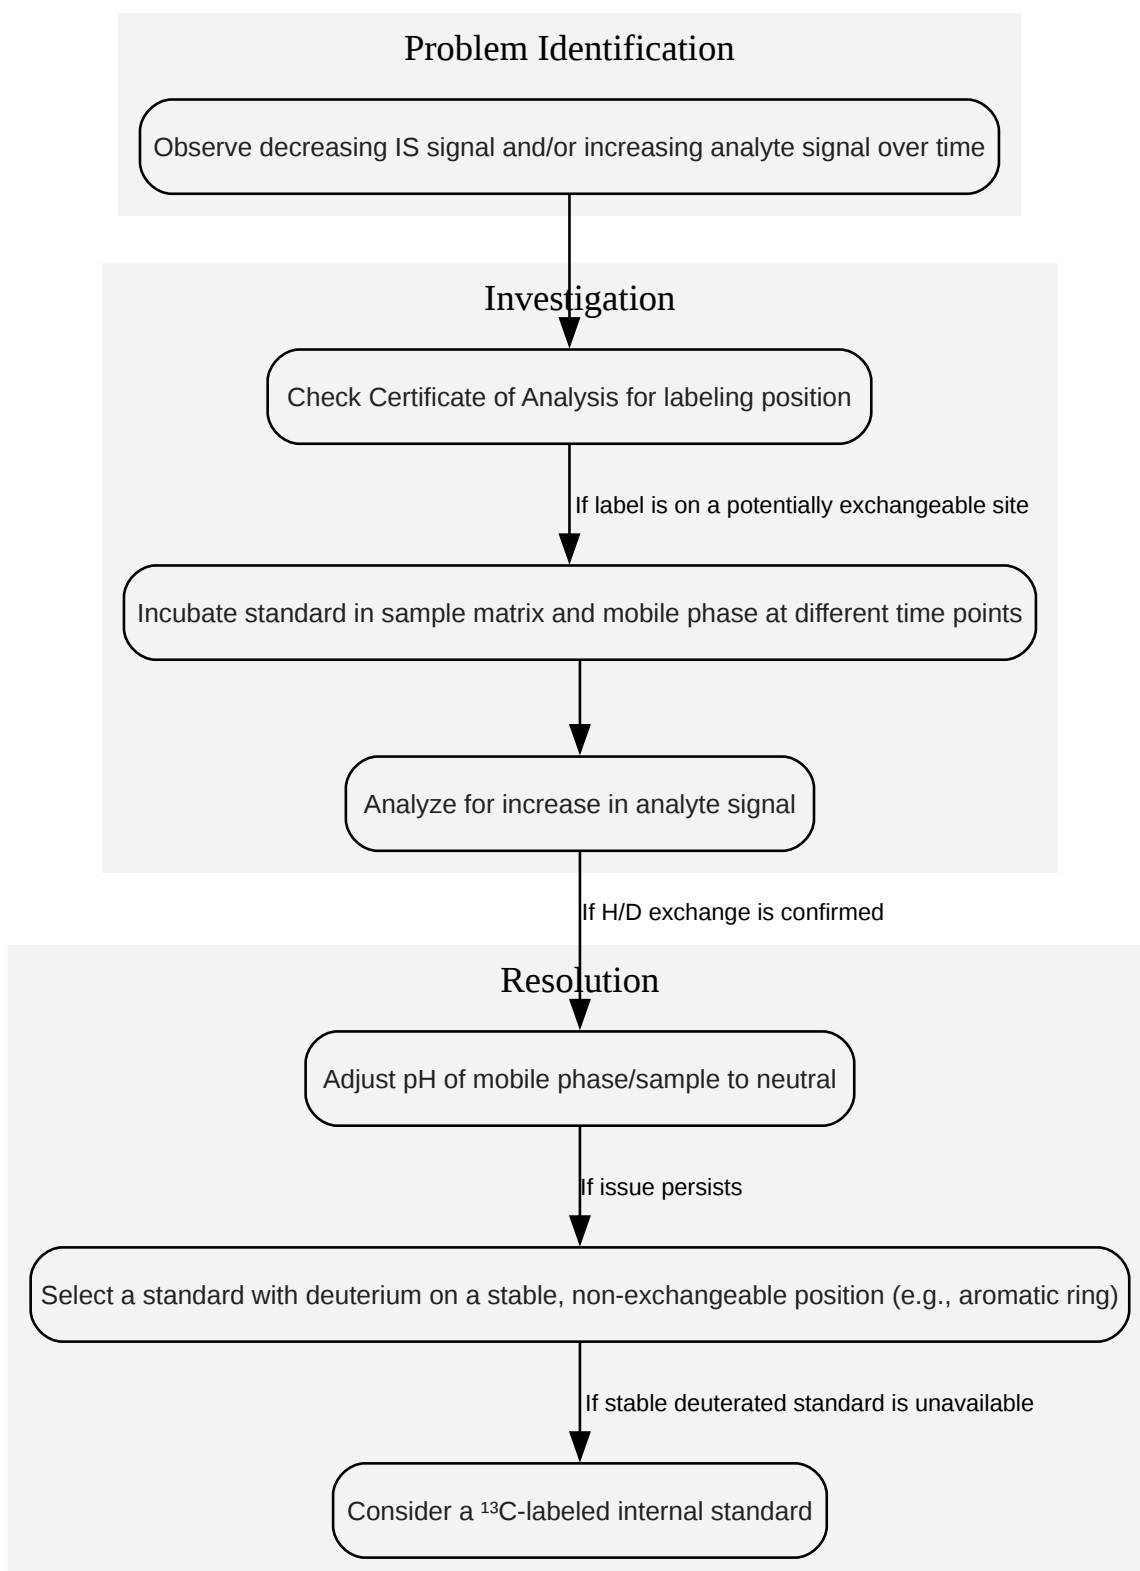 Problem Identification
Observe decreasing IS signal and/or increasing analyte signal over time
Investigation
Check Certificate of Analysis for labeling position
If label is on a potentially exchangeable site
Incubate standard in sample matrix and mobile phase at different time points
Analyze for increase in analyte signal
If H/D exchange is confirmed
Resolution
Adjust pH of mobile phase/sample to neutral
If issue persists
Select a standard with deuterium on a stable, non-exchangeable position (e.g., aromatic ring)
If stable deuterated standard is unavailable
Consider a ¹³C-labeled internal standard